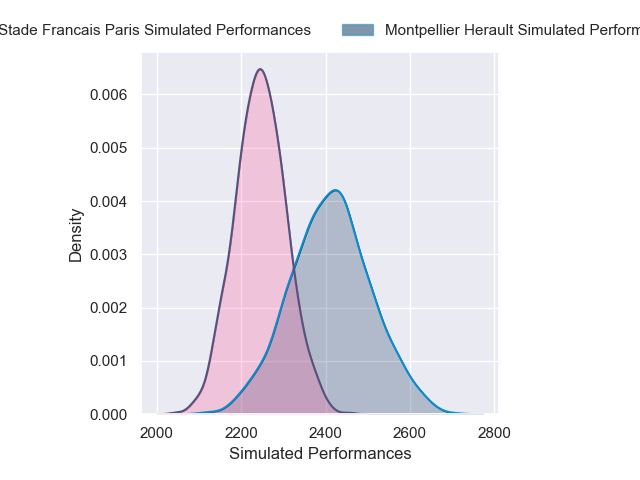 Stade Francais Paris Simulated Performances
Montpellier Herault Simulated
0.006
0.005
0.004
0.003
0.002
0.001
0.000
Density
2000 2200 2400 2600 2800
Simulated Performances